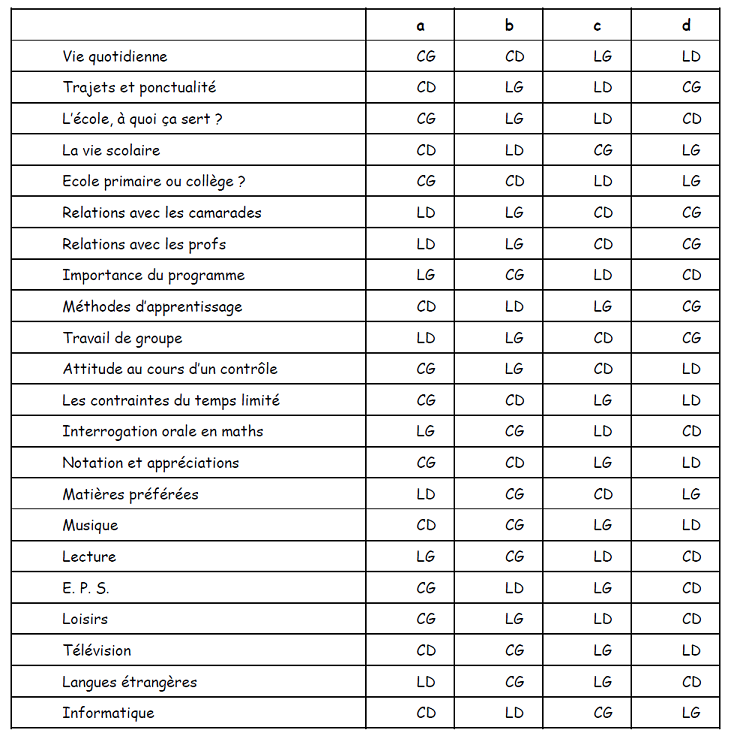 a b c d
Vie quotidienne CG CD LG LD
Trajets et ponctualité CD LG LD CG
L'école, à quoi ça sert ? CG LG LD CD
La vie scolaire CD LD CG LG
Ecole primaire ou collège ? CG CD LD LG
Relations avec les camarades LD LG CD CG
Relations avec les profs LD LG CD CG
Importance du programme LG CG LD CD
Méthodes d'apprentissage CD LD LG CG
Travail de groupe LD LG CD CG
Attitude au cours d'un contrôle CG LG CD LD
Les contraintes du temps limité CG CD LG LD
Interrogation orale en maths LG CG LD CD
Notation et appréciations CG CD LG LD
Matières préférées LD CG CD LG
Musique CD CG LG LD
Lecture LG CG LD CD
E. P. S. CG LD LG CD
Loisirs CG LG LD CD
Télévision CD CG LG LD
Langues étrangères LD CG LG CD
Informatique CD LD CG LG